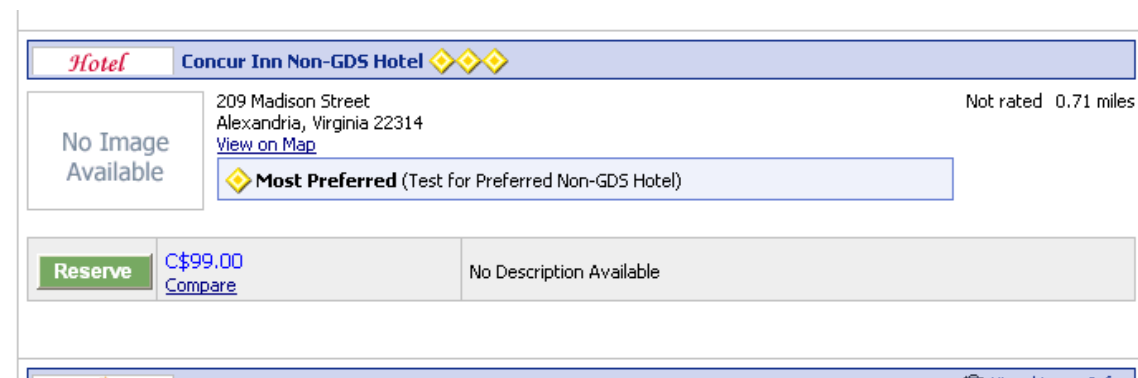 Hotel Concur Inn Non-GDS Hotel
209 Madison Street Not rated 0.71 miles
Alexandria, Virginia 22314
View on Map
No Image
Available
Most Preferred (Test for Preferred Non-GDS Hotel)
Reserve C$99.00 No Description Available
Compare